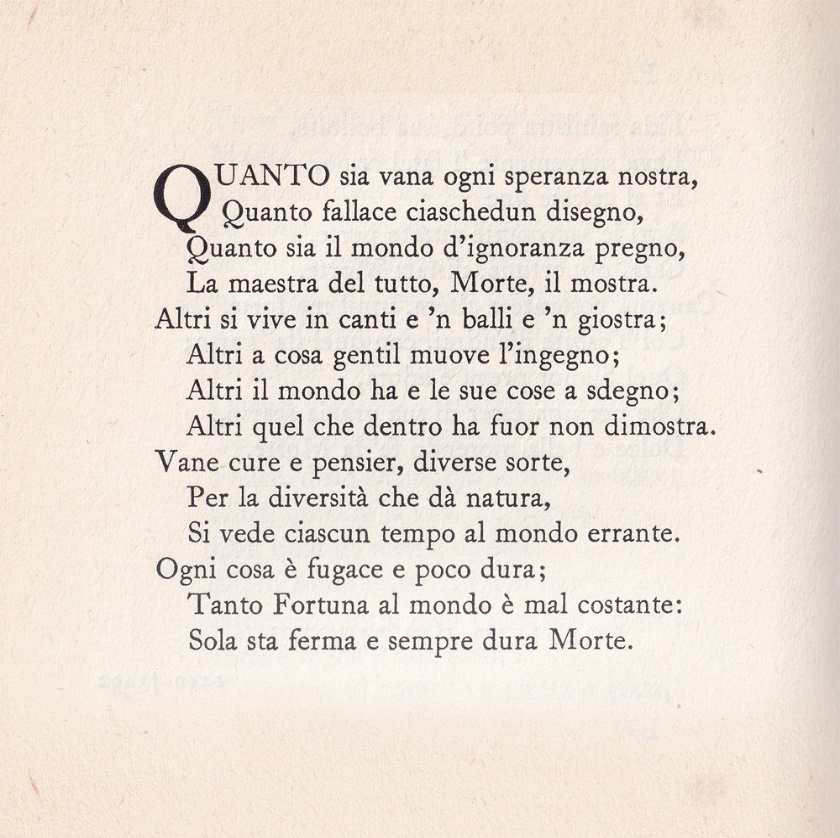 QUANTO sia vana ogni speranza nostra,
Quanto fallace ciaschedun disegno,
Quanto sia il mondo d'ignoranza pregno,
La maestra del tutto, Morte, il mostra.
Altri si vive in canti e 'n balli e 'n giostra;
Altri a cosa gentil muove l'ingegno;
Altri il mondo ha e le sue cose a sdegno;
Altri quel che dentro ha fuor non dimostra.
Vane cure e pensier, diverse sorte,
Per la diversità che dà natura,
Si vede ciascun tempo al mondo errante.
Ogni cosa è fugace e poco dura;
Tanto Fortuna al mondo è mal costante:
Sola sta ferma e sempre dura Morte.